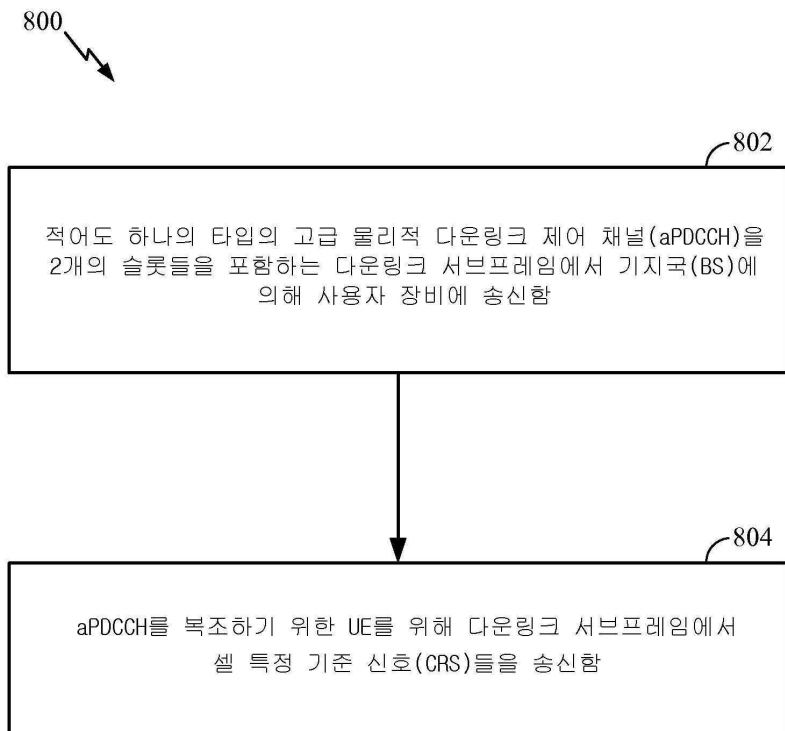 800
802
적어도 하나의 타입의 고급 물리적 다운링크 제어 채널(aPDCCH)을
2개의 슬롯들을 포함하는 다운링크 서브프레임에서 기지국(BS)에
의해 사용자 장비에 송신함
804
aPDCCH를 복조하기 위한 UE를 위해 다운링크 서브프레임에서
셀 특정 기준 신호(CRS)들을 송신함